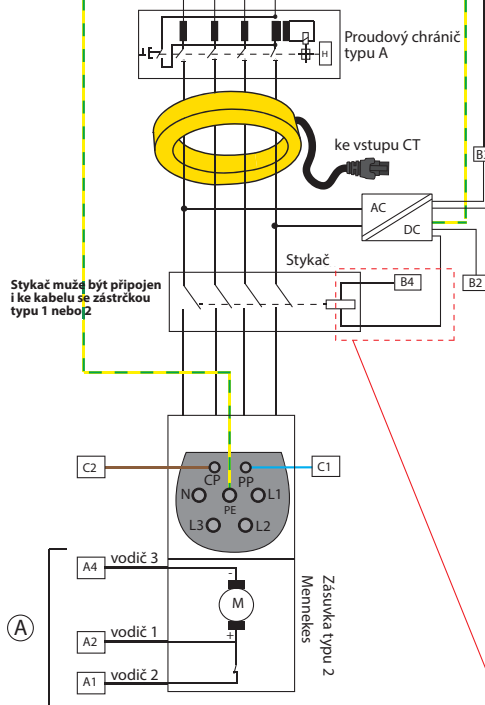 Proudový chránič
typu A
H
ke vstupu CT
AC
DC
Stykač
B4
B2
Stykač muže být připojen
i ke kabelu se zástrčkou
typu 1 nebo 2
C2
C1
CP
PP
N
L1
PE
L3
L2
A
A4
vodič 3
-
M
+
A2
vodič 1
A1
vodič 2
Zásuvka typu 2
Mennekes